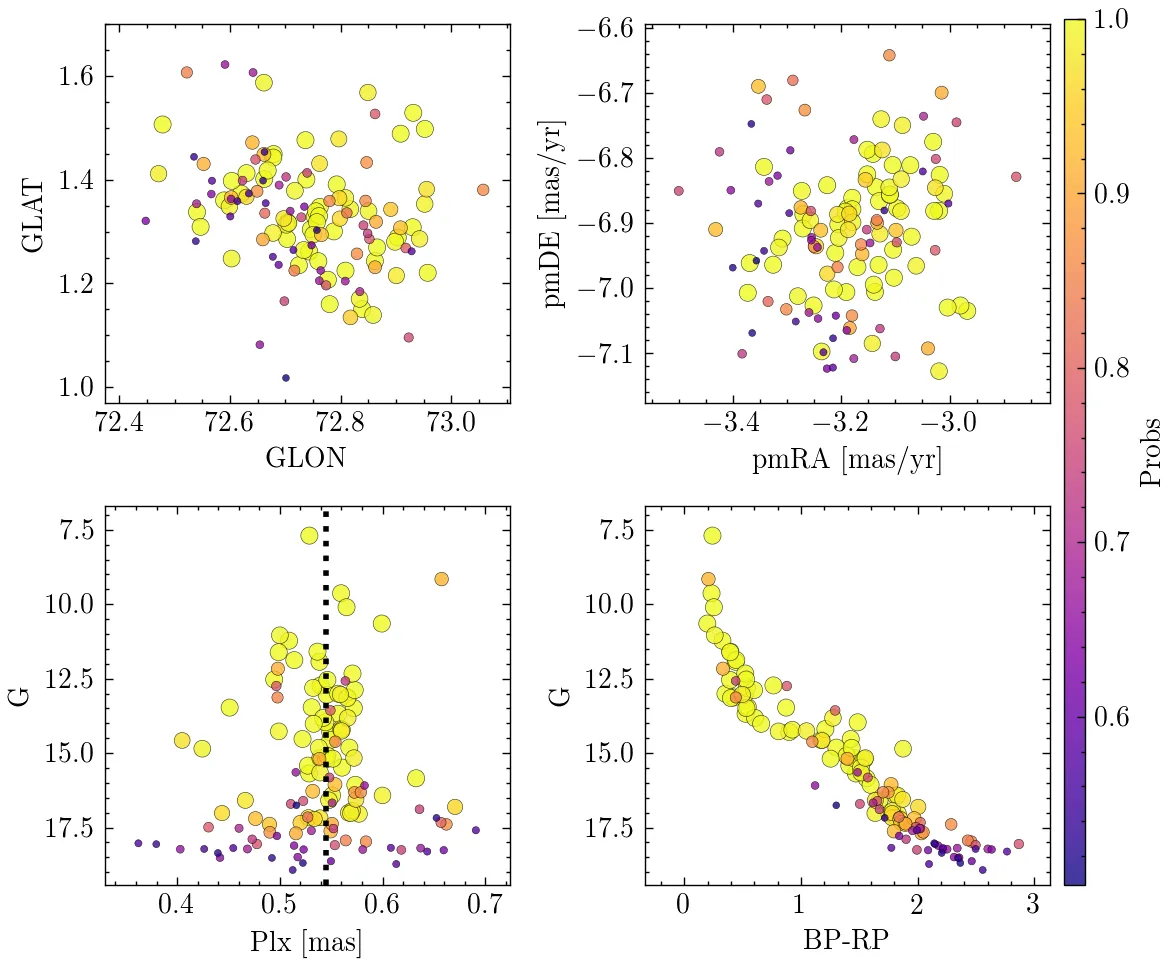 1.6
1.4
1.2
1.0
GLAT
72.4 72.6 72.8 73.0
GLON
−6.6
−6.7
−6.8
−6.9
−7.0
−7.1
pmDE [mas/yr]
−3.4 −3.2 −3.0
pmRA [mas/yr]
1.0
0.9
0.8
0.7
0.6
Probs
7.5
10.0
12.5
15.0
17.5
G
0.4 0.5 0.6 0.7
Plx [mas]
7.5
10.0
12.5
15.0
17.5
G
0 1 2 3
BP-RP